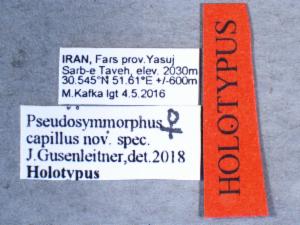 IRAN, Fars prov.Yasuj
Sarb-e Taveh, elev. 2030m
30.545°N 51.61°E +/-600m
M.Kafka lgt 4.5.2016
Pseudosymmorphus ♀
capillus nov. spec.
J.Gusenleitner,det.2018
Holotypus
HOLOTYPUS